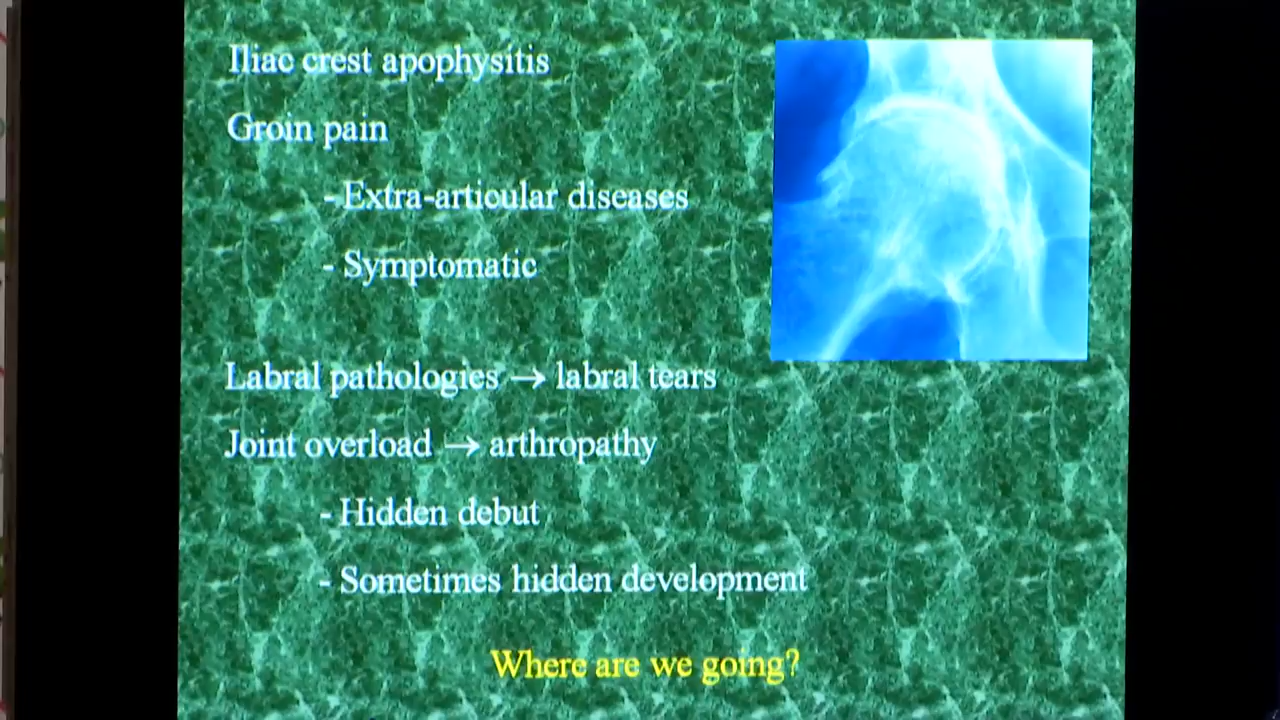 Iliac crest apophysitis
Groin pain
- Extra-articular diseases
- Symptomatic
Labral pathologies → labral tears
Joint overload → arthropathy
- Hidden debut
- Sometimes hidden development
Where are we going?